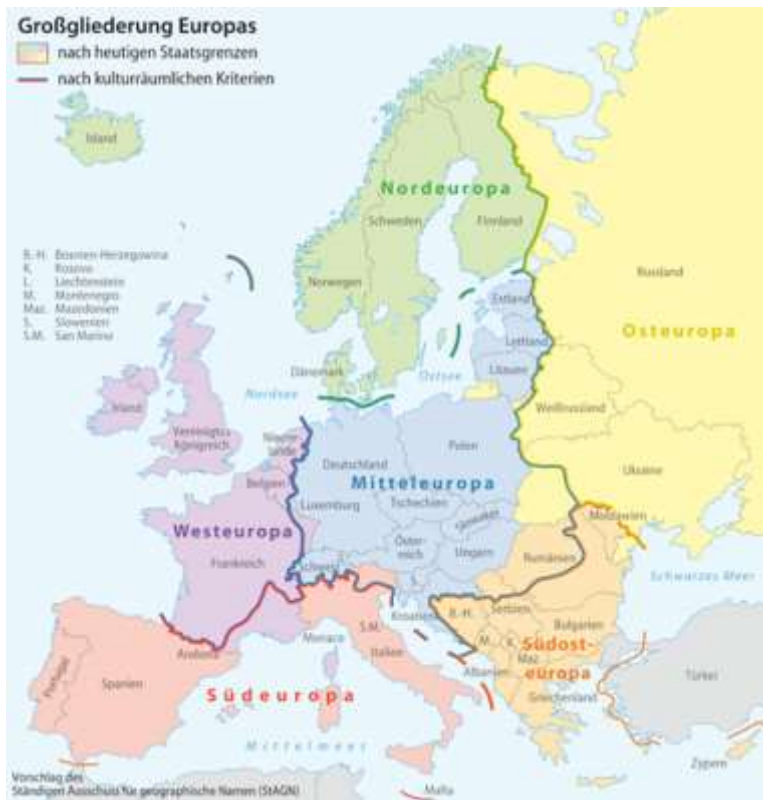 Großgliederung Europas
nach heutigen Staatsgrenzen
nach kulturräumlichen Kriterien
Island
Nordeuropa
Schweden
Finnland
Norwegen
B.-H. Bosnien-Herzegowina
K. Kosovo
L. Liechtenstein
M. Montenegro
Maz. Mazedonien
S. Slowenien
S.M. San Marino
Russland
Estland
Osteuropa
Lettland
Dänemark
Ostsee
Litauen
Nordsee
Irland
Weißrussland
Vereinigtes
Königreich
Niede-
lande
Polen
Deutschland
Belgien
Ukraine
Mitteleuropa
Luxemburg
Tschechien
Slowakei
Westeuropa
Moldawien
Öster-
reich
Ungarn
Frankreich
Schweiz
Rumänien
Schwarzes Meer
Kroatien
B.-H.
Serbien
S.M.
Bulgarien
Monaco
Andorra
Italien
M.
K.
Südost-
europa
Maz.
Albanien
Portugal
Spanien
Südeuropa
Türkei
Griechenland
Mittelmeer
Zypern
Vorschlag des
Ständigen Ausschuss für geographische Namen (StAGN)
Malta